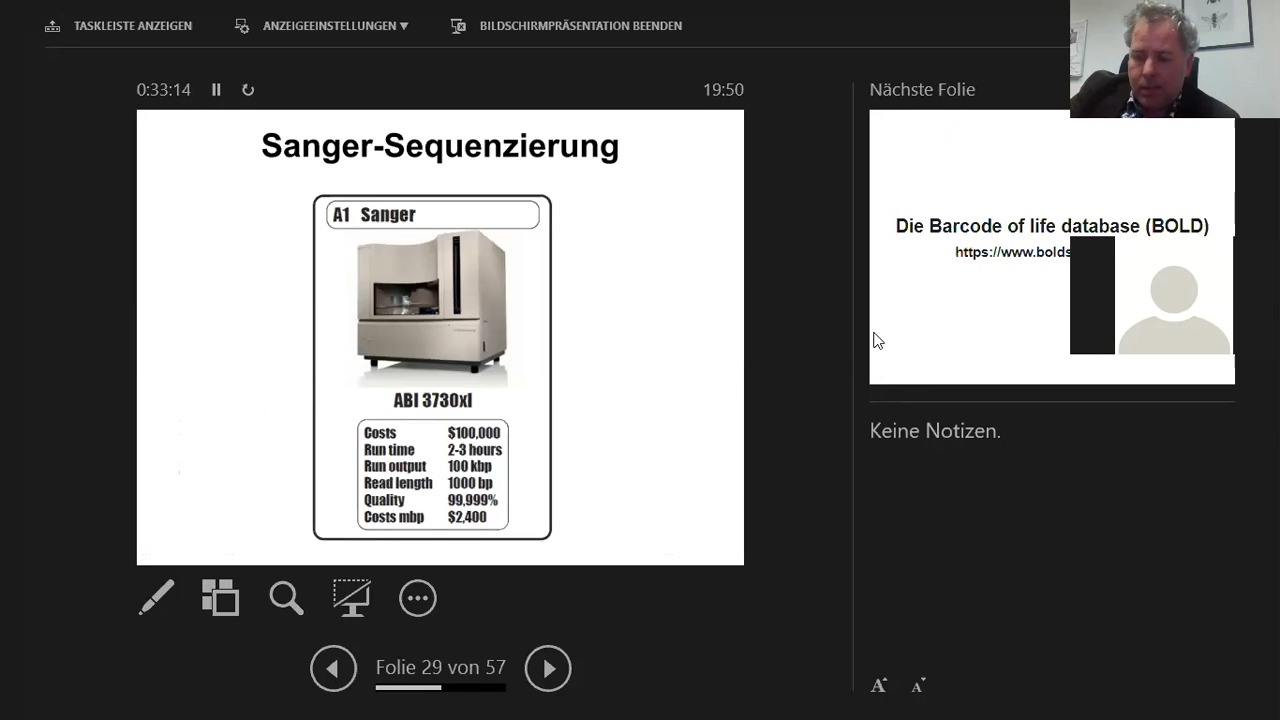 TASKLEISTE ANZEIGEN
ANZEIGEEINSTELLUNGEN ▼
BILDSCHIRMPRÄSENTATION BEENDEN
0:33:14
19:50
Sanger-Sequenzierung
A1 Sanger
ABI 3730xl
Costs $100,000
Run time 2-3 hours
Run output 100 kbp
Read length 1000 bp
Quality 99,999%
Costs mbp $2,400
Folie 29 von 57
Nächste Folie
Die Barcode of life database (BOLD)
https://www.bolds
Keine Notizen.
A
A